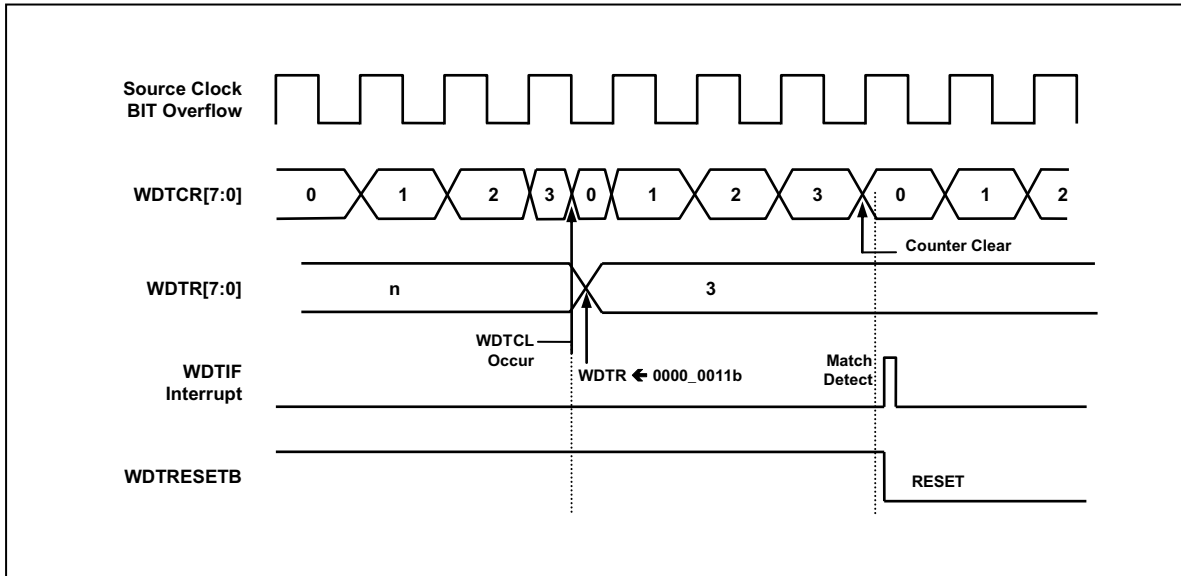 Source Clock
BIT Overflow
WDTCR[7:0]
0 1 2 3 0 1 2 3 0 1 2
Counter Clear
WDTR[7:0]
n
3
WDTCL
Occur
WDTR 🡸 0000_0011b
WDTIF
Interrupt
Match
Detect
WDTRESETB
RESET